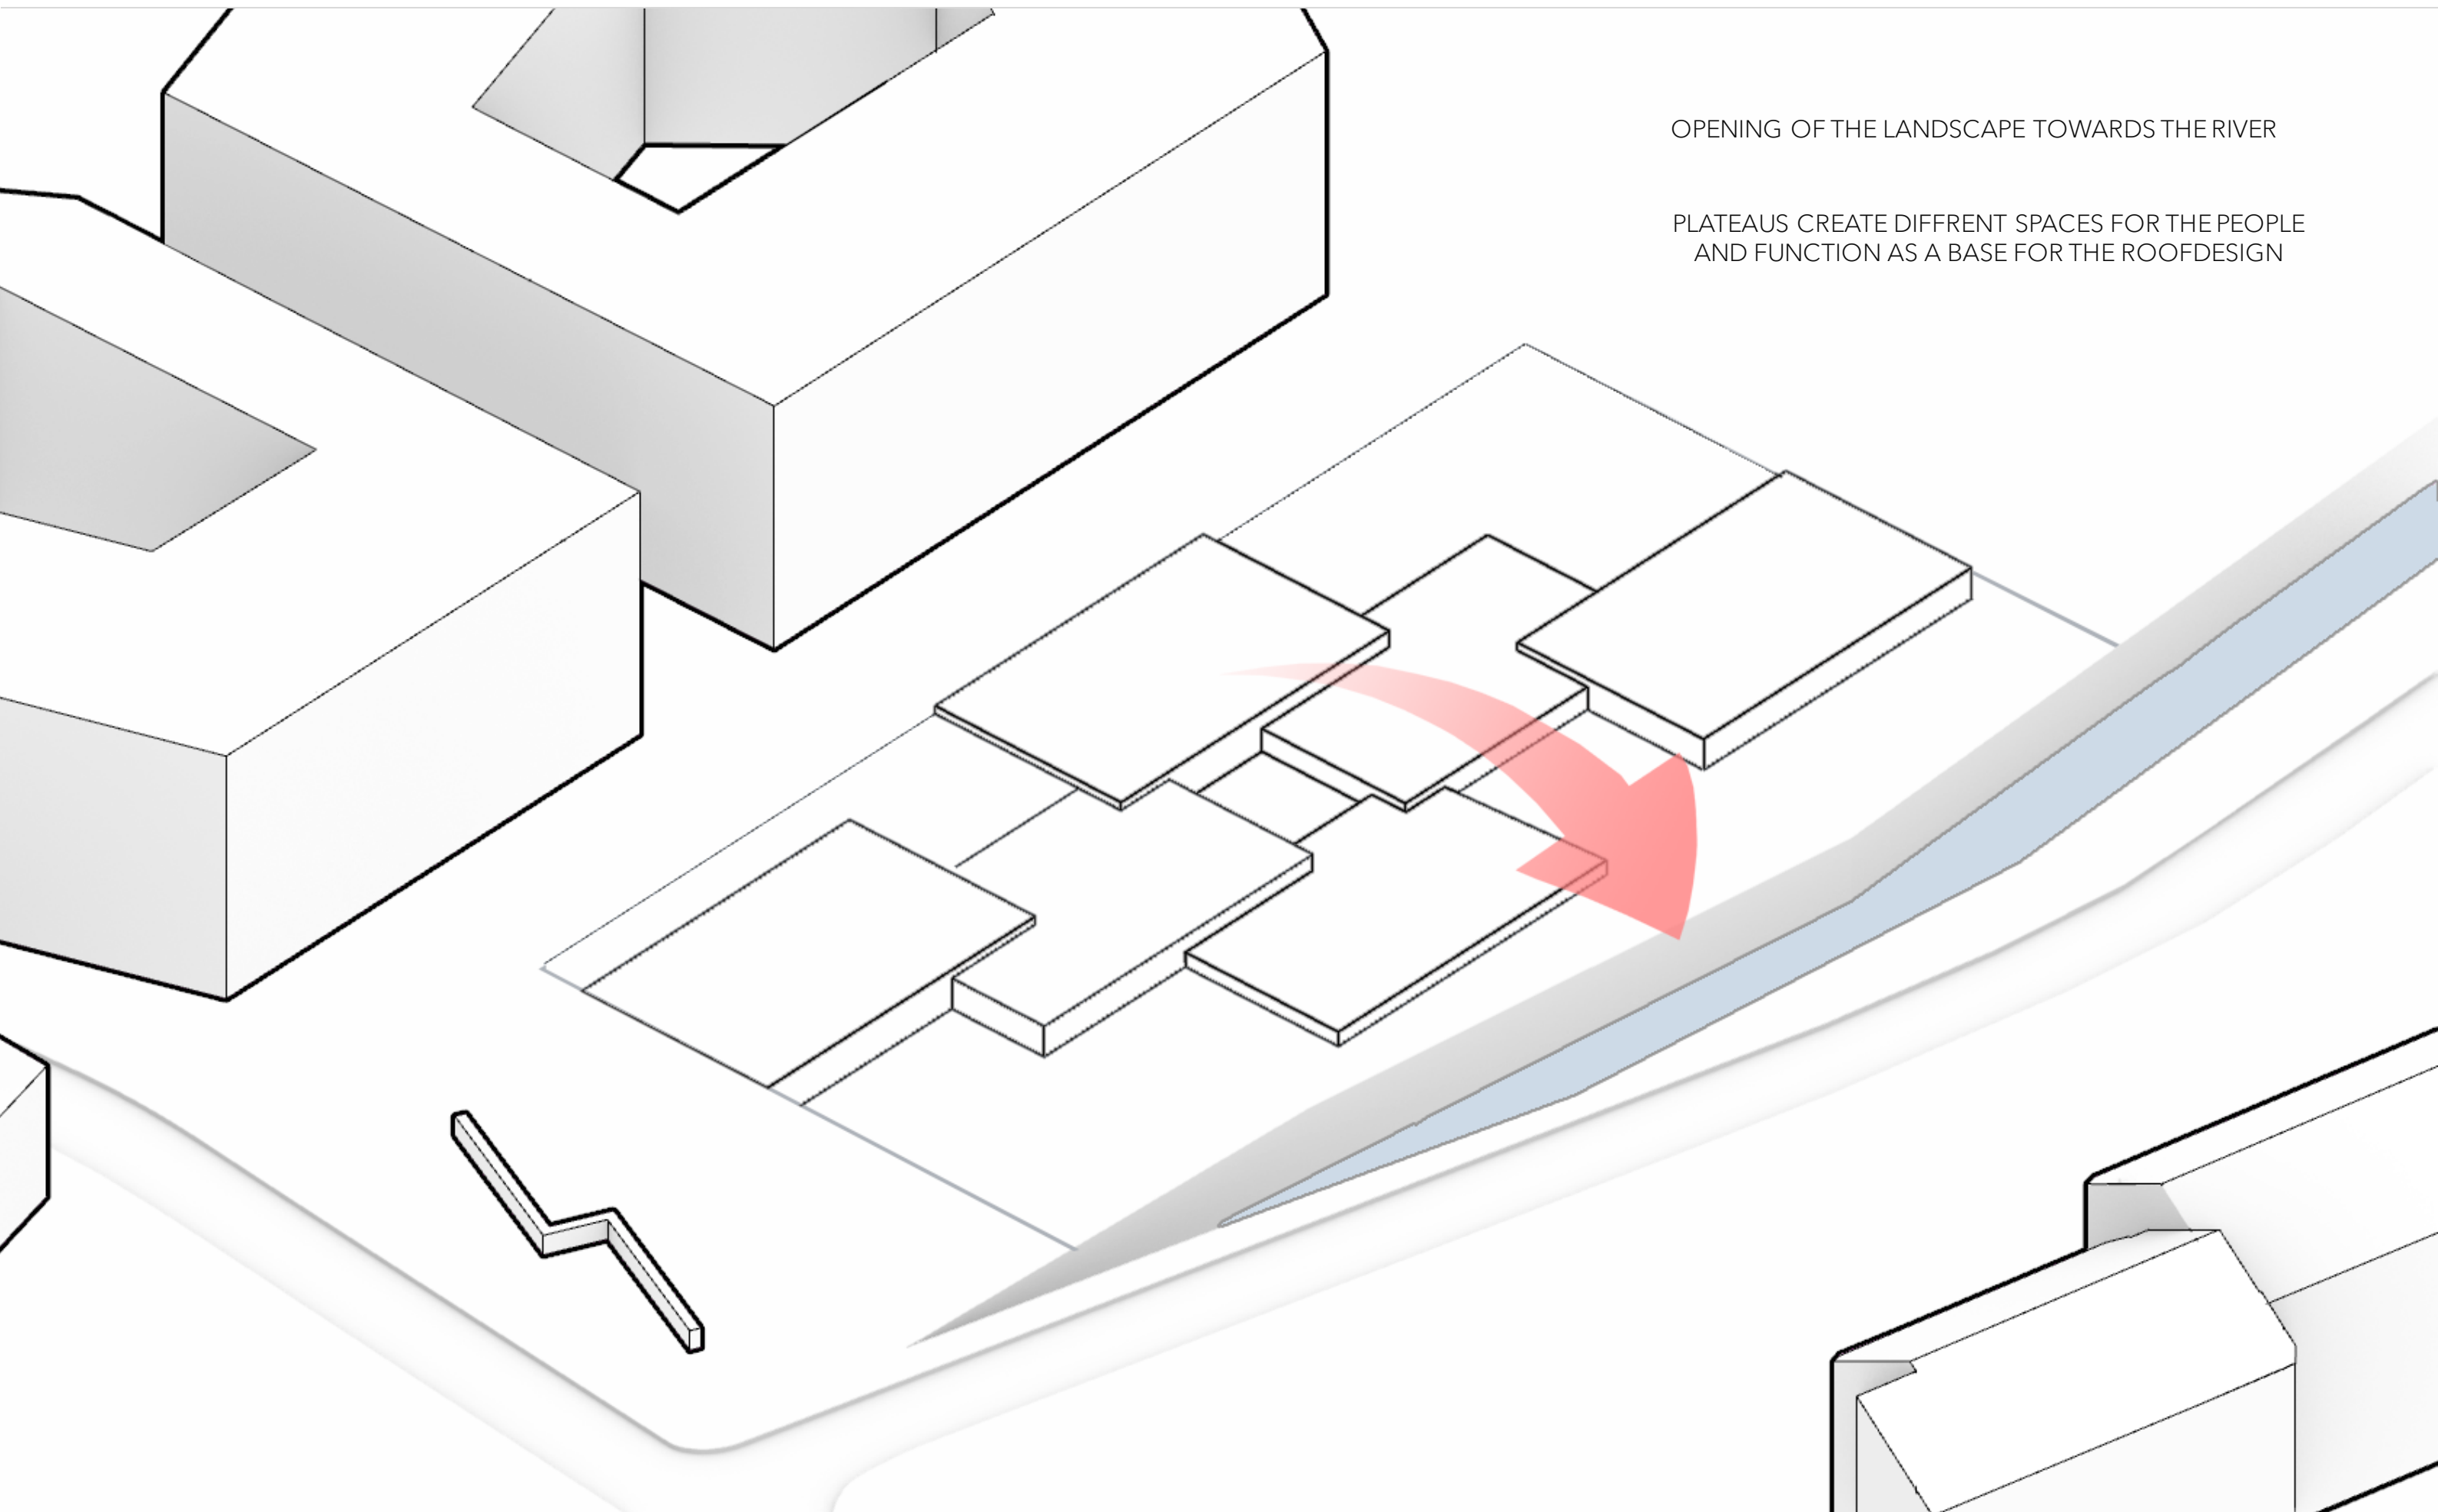 OPENING OF THE LANDSCAPE TOWARDS THE RIVER
PLATEAUS CREATE DIFFRENT SPACES FOR THE PEOPLE
AND FUNCTION AS A BASE FOR THE ROOFDESIGN